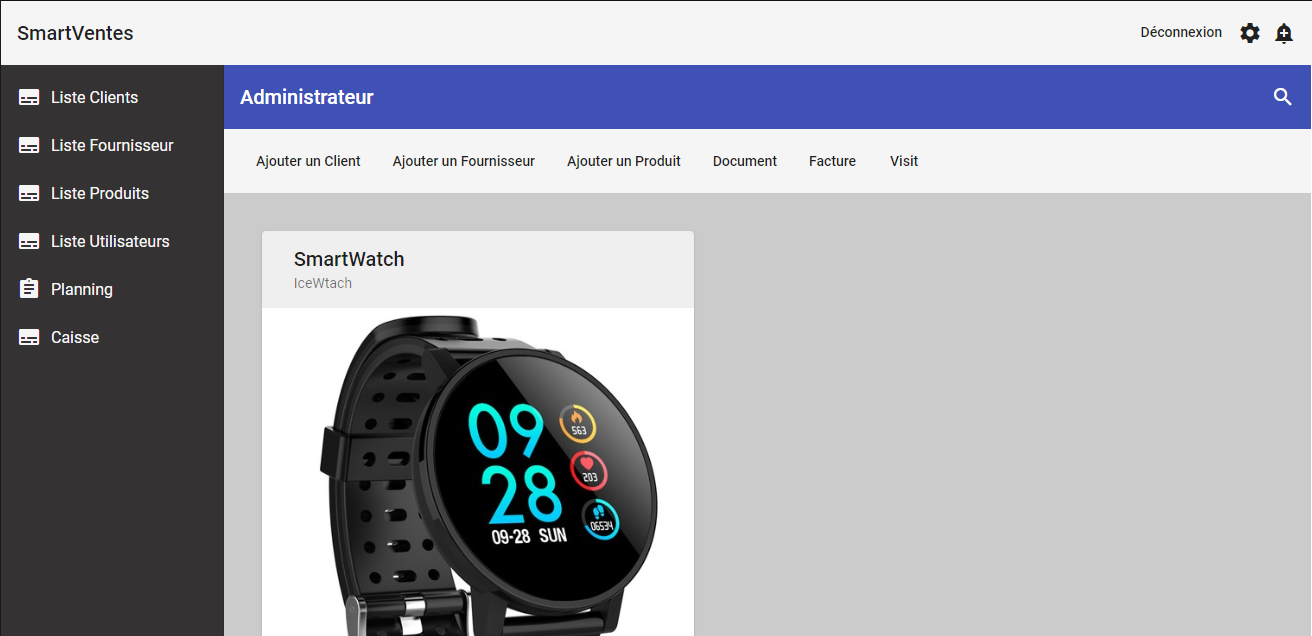 SmartVentes
Déconnexion
Liste Clients
Liste Fournisseur
Liste Produits
Liste Utilisateurs
Planning
Caisse
Administrateur
Ajouter un Client
Ajouter un Fournisseur
Ajouter un Produit
Document
Facture
Visit
SmartWatch
IceWtach
09
28
09-28 SUN
563
203
06534